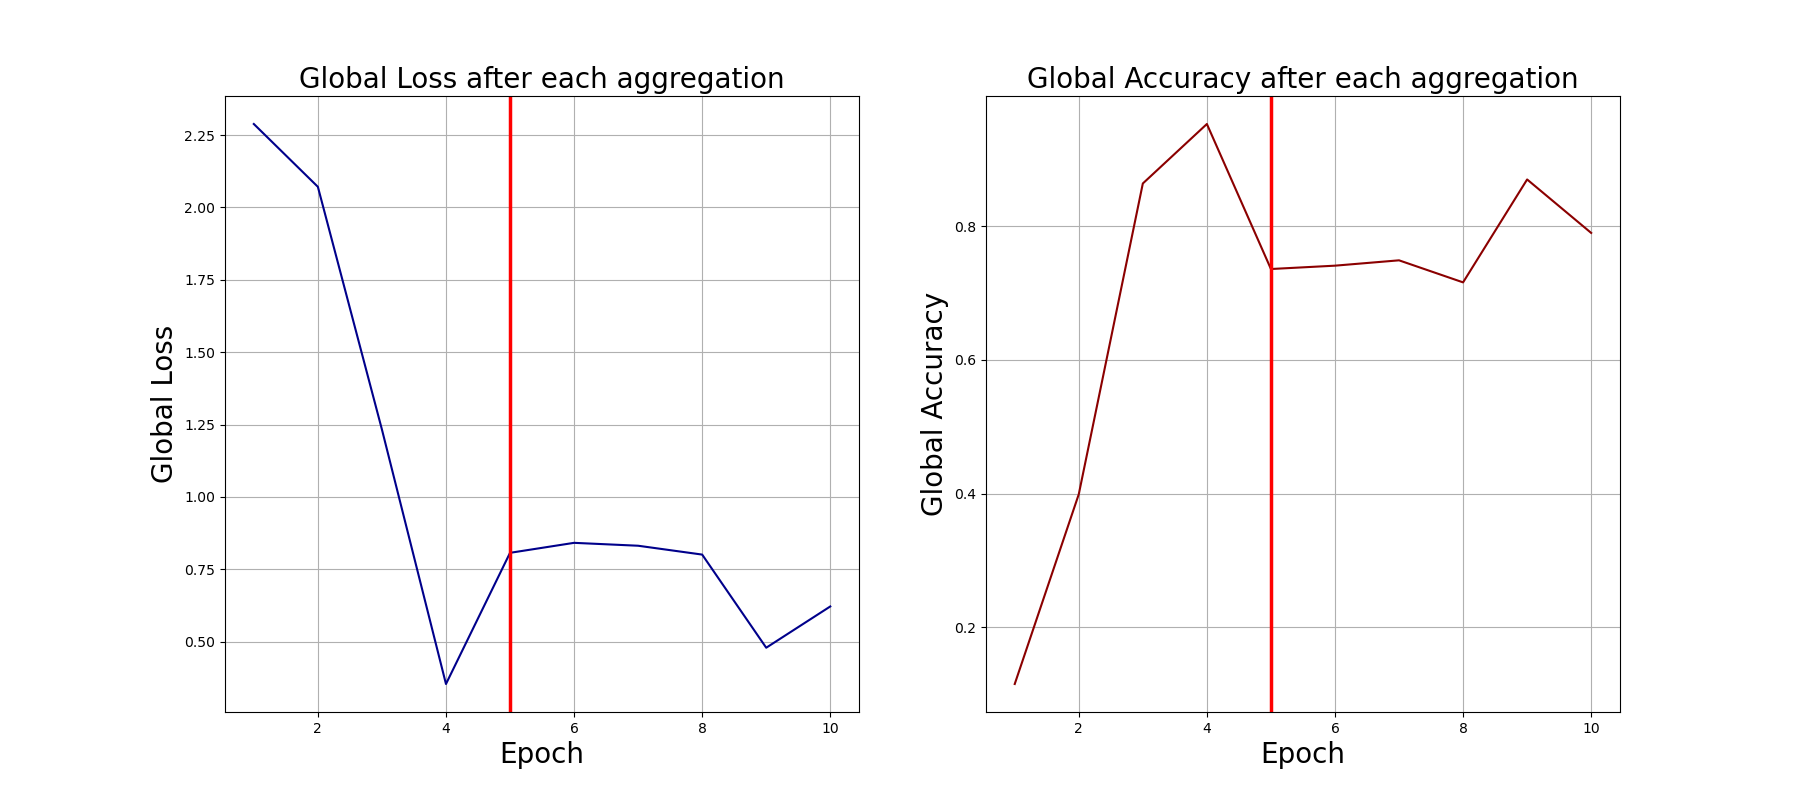 Global Loss after each aggregation
Global Loss
2.25
2.00
1.75
1.50
1.25
1.00
0.75
0.50
2 4 6 8 10
Epoch
Global Accuracy after each aggregation
Global Accuracy
0.8
0.6
0.4
0.2
2 4 6 8 10
Epoch